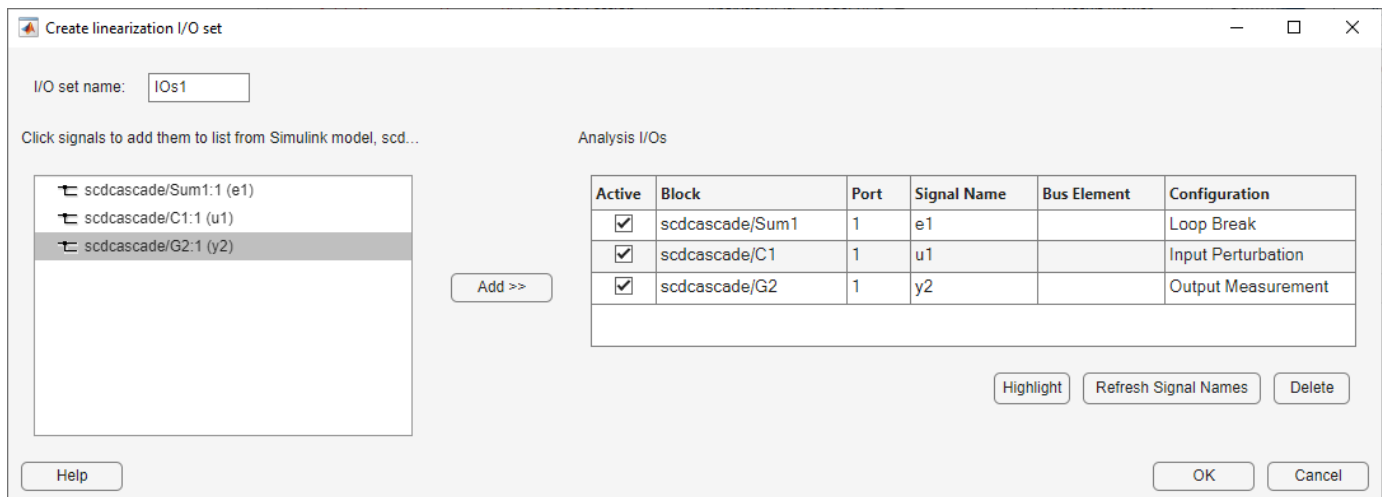 Create linearization I/O set
I/O set name: IOs1
Click signals to add them to list from Simulink model, scd...
Analysis I/Os
scdcascade/Sum1:1 (e1)
scdcascade/C1:1 (u1)
scdcascade/G2:1 (y2)
Add >>
Active Block Port Signal Name Bus Element Configuration
scdcascade/Sum1 1 e1 Loop Break
scdcascade/C1 1 u1 Input Perturbation
scdcascade/G2 1 y2 Output Measurement
Highlight Refresh Signal Names Delete
Help OK Cancel